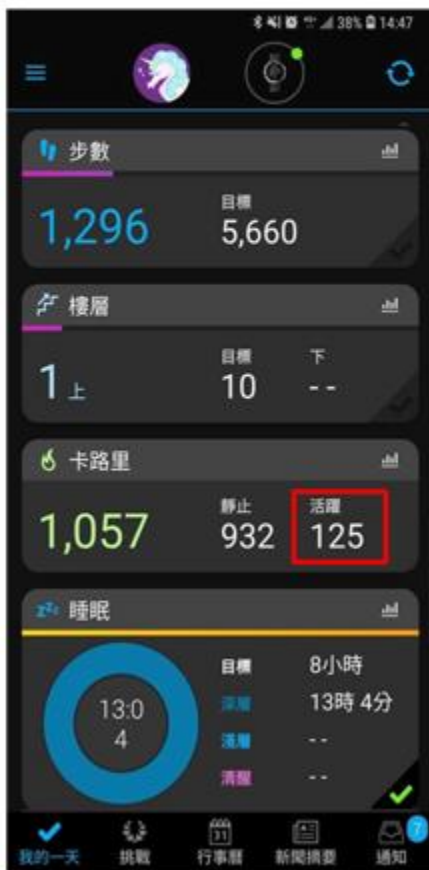 38% 14:47
步數
目標
1,296 5,660
樓層
目標 下
1 上 10 - -
卡路里
靜止 活躍
1,057 932 125
zzz 睡眠
目標 8小時
13:0
4
深層 13時 4分
淺層 - -
清醒 - -
31
7
我的一天 挑戰 行事曆 新聞摘要 通知